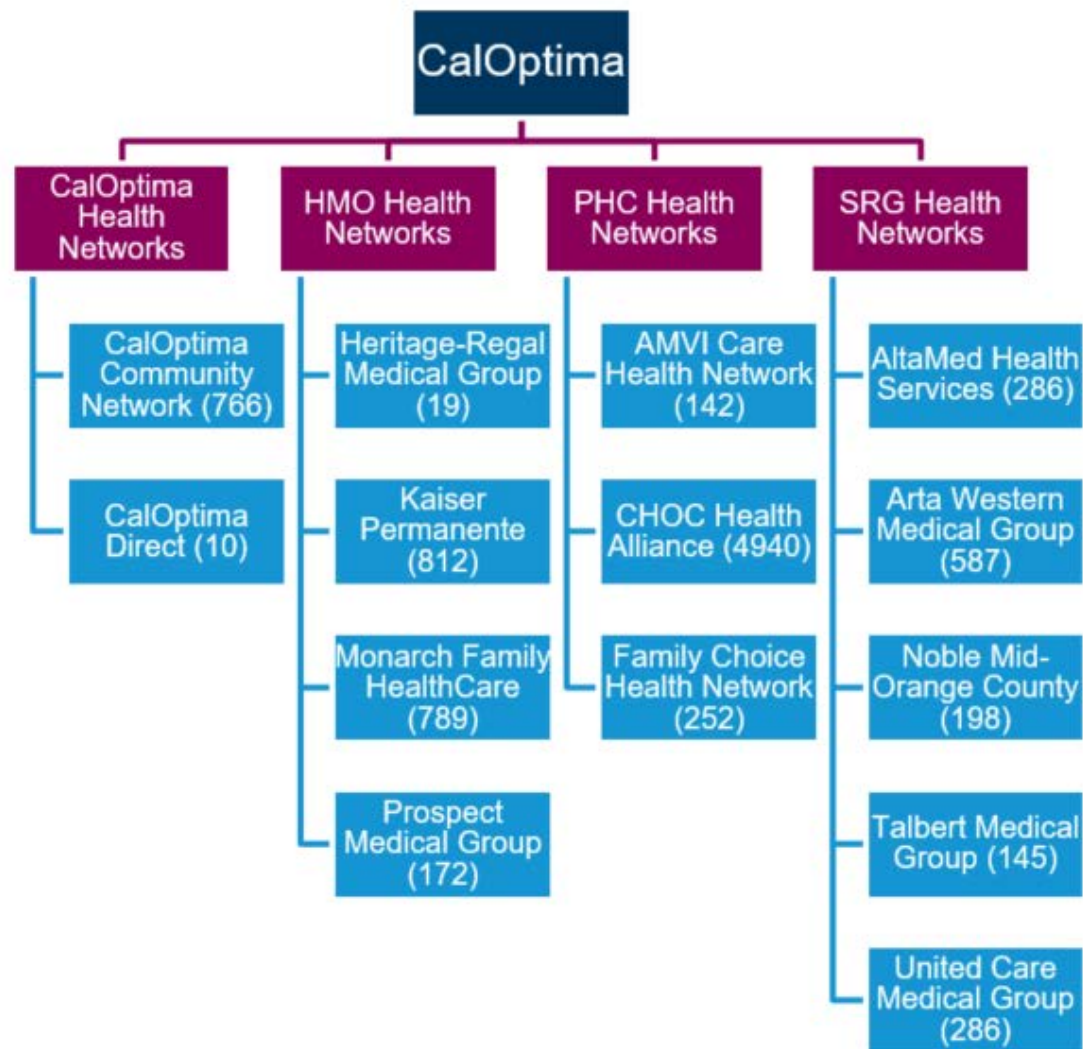 CalOptima
CalOptima
Health
Networks
CalOptima
Community
Network (766)
CalOptima
Direct (10)
HMO Health
Networks
Heritage-Regal
Medical Group
(19)
Kaiser
Permanente
(812)
Monarch Family
HealthCare
(789)
Prospect
Medical Group
(172)
PHC Health
Networks
AMVI Care
Health Network
(142)
CHOC Health
Alliance (4940)
Family Choice
Health Network
(252)
SRG Health
Networks
AltaMed Health
Services (286)
Arta Western
Medical Group
(587)
Noble Mid-
Orange County
(198)
Talbert Medical
Group (145)
United Care
Medical Group
(286)